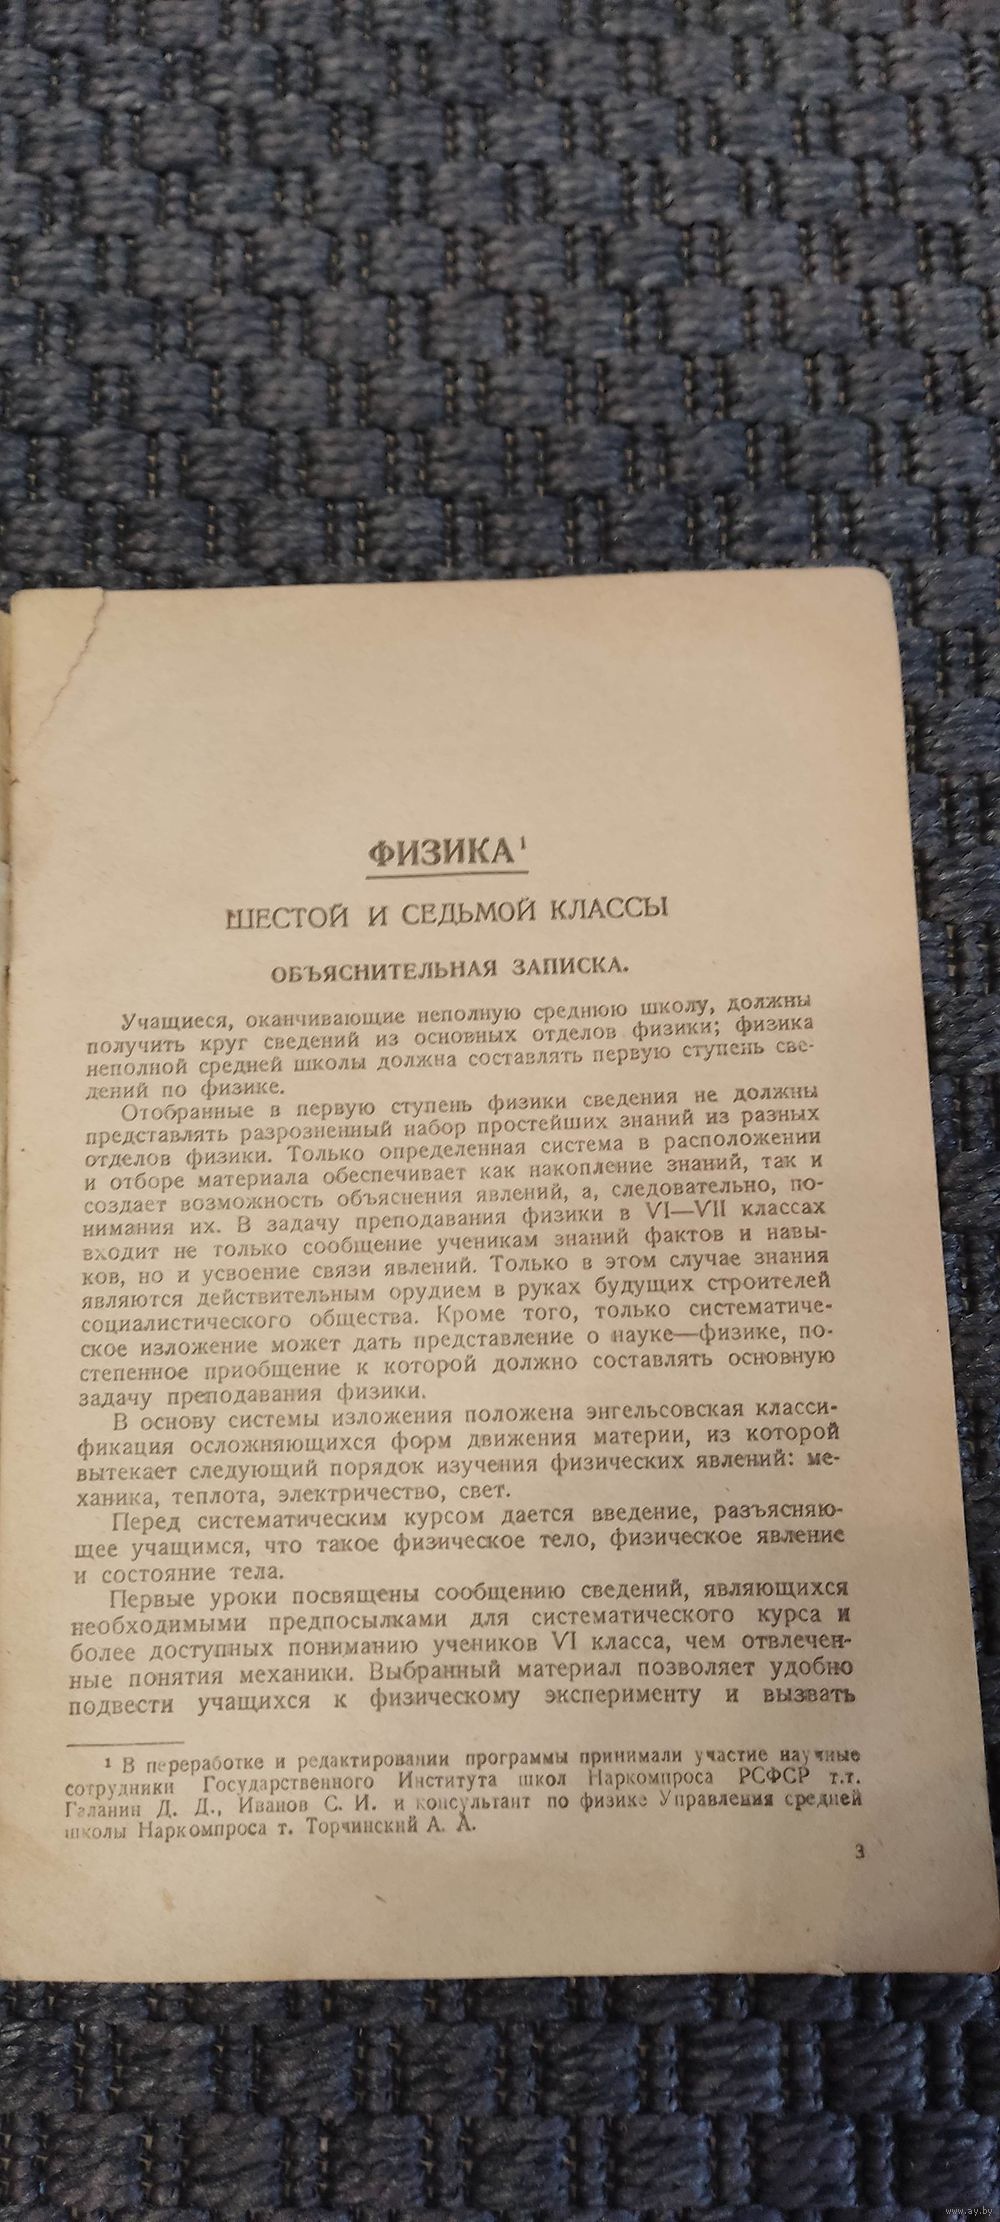 ФИЗИКА¹
ШЕСТОЙ И СЕДЬМОЙ КЛАССЫ
ОБЪЯСНИТЕЛЬНАЯ ЗАПИСКА.
Учащиеся, оканчивающие неполную среднюю школу, должны
получить круг сведений из основных отделов физики; физика
неполной средней школы должна составлять первую ступень све-
дений по физике.
Отобранные в первую ступень физики сведения не должны
представлять разрозненный набор простейших знаний из разных
отделов физики. Только определенная система в расположении
и отборе материала обеспечивает как накопление знаний, так и
создает возможность объяснения явлений, а, следовательно, по-
нимания их. В задачу преподавания физики в VI—VII классах
входит не только сообщение ученикам знаний фактов и навы-
ков, но и усвоение связи явлений. Только в этом случае знания
являются действительным орудием в руках будущих строителей
социалистического общества. Кроме того, только систематиче-
ское изложение может дать представление о науке—физике, по-
степенное приобщение к которой должно составлять основную
задачу преподавания физики.
В основу системы изложения положена энгельсовская класси-
фикация осложняющихся форм движения материи, из которой
вытекает следующий порядок изучения физических явлений: ме-
ханика, теплота, электричество, свет.
Перед систематическим курсом дается введение, разъясняю-
щее учащимся, что такое физическое тело, физическое явление
и состояние тела.
Первые уроки посвящены сообщению сведений, являющихся
необходимыми предпосылками для систематического курса и
более доступных пониманию учеников VI класса, чем отвлечен-
ные понятия механики. Выбранный материал позволяет удобно
подвести учащихся к физическому эксперименту и вызвать
¹ В переработке и редактировании программы принимали участие научные
сотрудники Государственного Института школ Наркомпроса РСФСР т.т.
Галанин Д. Д., Иванов С. И. и консультант по физике Управления средней
школы Наркомпроса т. Торчинский А. А.
3
www.ay.by